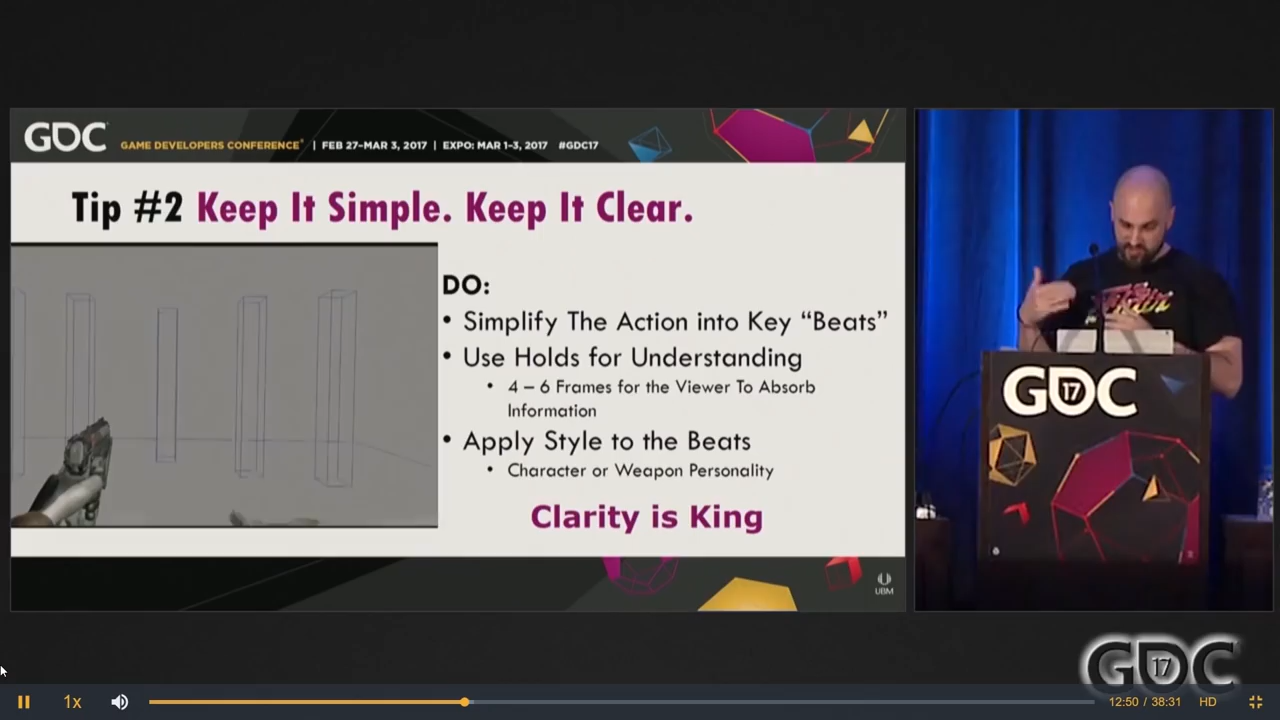 GDC GAME DEVELOPERS CONFERENCE® | FEB 27–MAR 3, 2017 | EXPO: MAR 1–3, 2017 #GDC17
Tip #2 Keep It Simple. Keep It Clear.
DO:
• Simplify The Action into Key “Beats”
• Use Holds for Understanding
• 4 – 6 Frames for the Viewer To Absorb
Information
• Apply Style to the Beats
• Character or Weapon Personality
Clarity is King
UBM
GDC
17
GDC
17
1x
12:50 / 38:31
HD